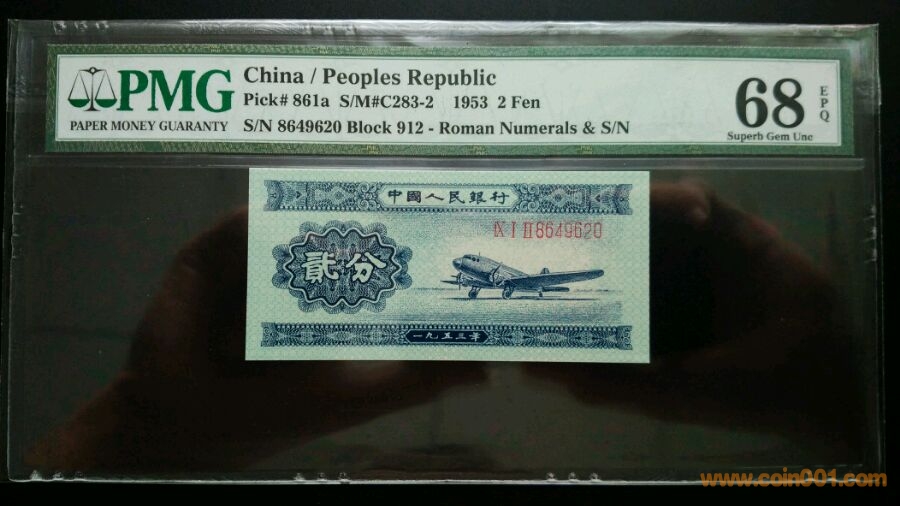 PMG
PAPER MONEY GUARANTY
China / Peoples Republic
Pick# 861a S/M#C283-2 1953 2 Fen
S/N 8649620 Block 912 - Roman Numerals & S/N
68
EPQ
Superb Gem Unc
中國人民銀行
IX I II 8649620
貳分
一九五三年
www.coin001.com